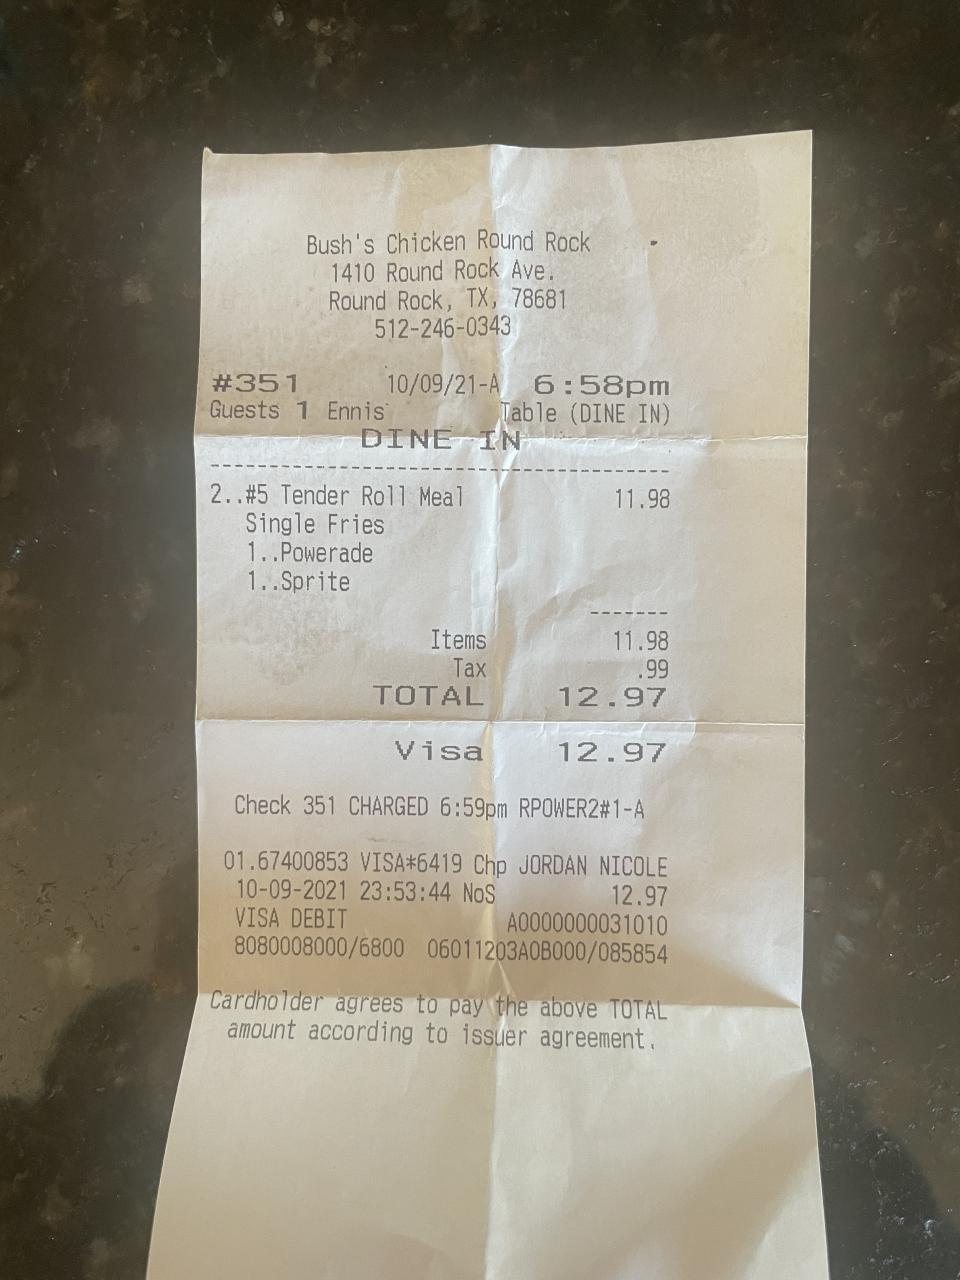 Bush's Chicken Round Rock
1410 Round Rock Ave.
Round Rock, TX, 78681
512-246-0343
#351 10/09/21-A 6:58pm
Guests 1 Ennis Table (DINE IN)
DINE IN
---------------------------------------
2..#5 Tender Roll Meal 11.98
Single Fries
1..Powerade
1..Sprite
-------
Items 11.98
Tax .99
TOTAL 12.97
Visa 12.97
Check 351 CHARGED 6:59pm RPOWER2#1-A
01.67400853 VISA*6419 Chp JORDAN NICOLE
10-09-2021 23:53:44 NoS 12.97
VISA DEBIT A0000000031010
8080008000/6800 06011203A0B000/085854
Cardholder agrees to pay the above TOTAL
amount according to issuer agreement.